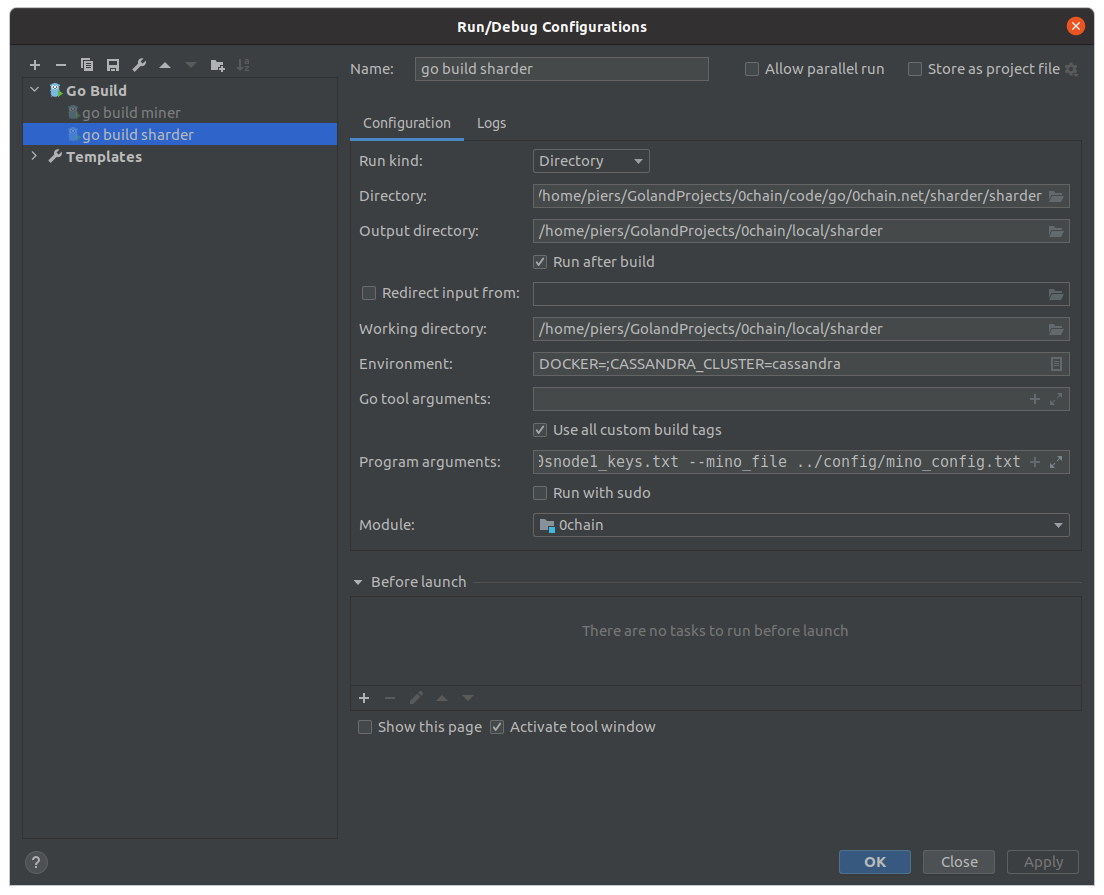 Run/Debug Configurations
Name: go build sharder Allow parallel run Store as project file
Go Build
go build miner
go build sharder
Templates
Configuration Logs
Run kind: Directory
Directory: /home/piers/GolandProjects/0chain/code/go/0chain.net/sharder/sharder
Output directory: /home/piers/GolandProjects/0chain/local/sharder
Run after build
Redirect input from:
Working directory: /home/piers/GolandProjects/0chain/local/sharder
Environment: DOCKER=;CASSANDRA_CLUSTER=cassandra
Go tool arguments:
Use all custom build tags
Program arguments: 0snode1_keys.txt --mino_file ../config/mino_config.txt
Run with sudo
Module: 0chain
Before launch
There are no tasks to run before launch
Show this page Activate tool window
? OK Close Apply